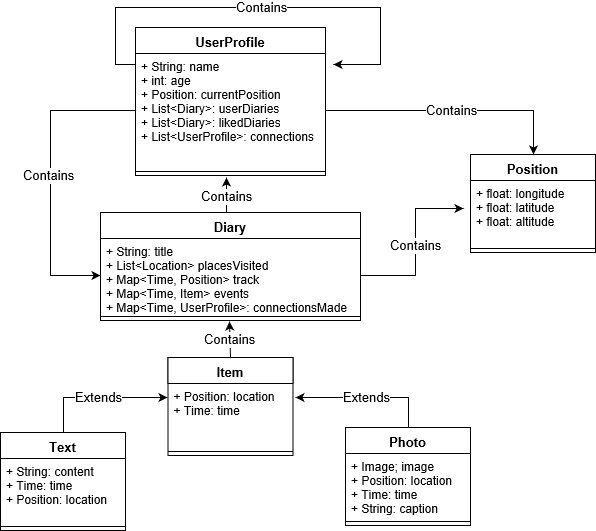 Contains
UserProfile
+ String: name
+ int: age
+ Position: currentPosition
+ List<Diary>: userDiaries
+ List<Diary>: likedDiaries
+ List<UserProfile>: connections
Contains
Contains
Contains
Position
+ float: longitude
+ float: latitude
+ float: altitude
Diary
+ String: title
+ List<Location> placesVisited
+ Map<Time, Position> track
+ Map<Time, Item> events
+ Map<Time, UserProfile>: connectionsMade
Contains
Contains
Item
+ Position: location
+ Time: time
Extends
Extends
Text
+ String: content
+ Time: time
+ Position: location
Photo
+ Image; image
+ Position: location
+ Time: time
+ String: caption